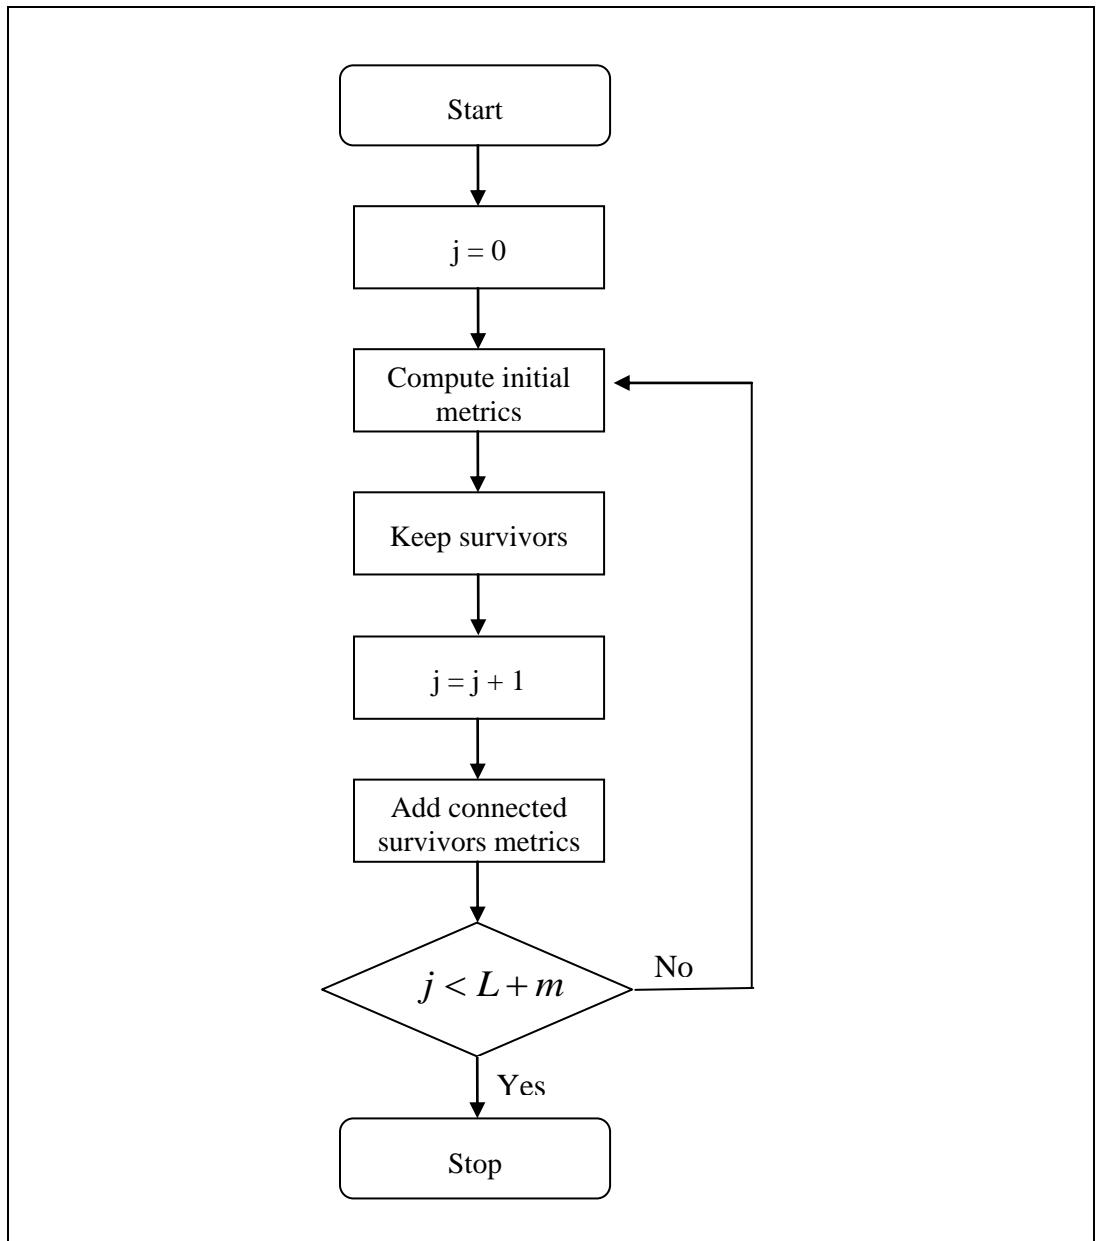 Start
j = 0
Compute initial
metrics
Keep survivors
j = j + 1
Add connected
survivors metrics
j < L + m
No
Yes
Stop